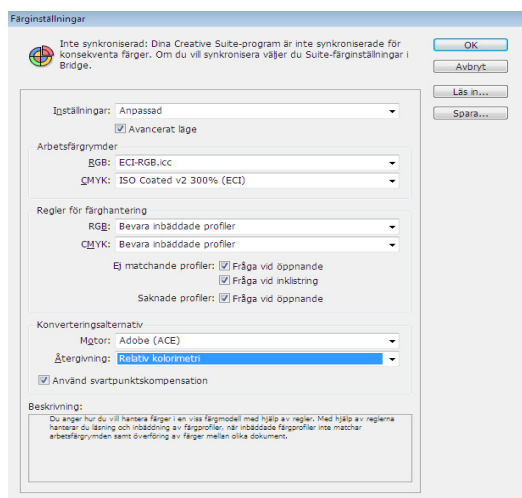 Färginställningar
Inte synkroniserad: Dina Creative Suite-program är inte synkroniserade för
konsekventa färger. Om du vill synkronisera väljer du Suite-färginställningar i
Bridge.
OK
Avbryt
Läs in...
Spara...
Inställningar: Anpassad
Avancerat läge
Arbetsfärgrymder
RGB: ECI-RGB.icc
CMYK: ISO Coated v2 300% (ECI)
Regler för färghantering
RGB: Bevara inbäddade profiler
CMYK: Bevara inbäddade profiler
Ej matchande profiler: Fråga vid öppnande
Fråga vid inklistring
Saknade profiler: Fråga vid öppnande
Konverteringsalternativ
Motor: Adobe (ACE)
Återgivning: Relativ kolorimetri
Använd svartpunktskompensation
Beskrivning:
Du anger hur du vill hantera färger i en viss färgmodell med hjälp av regler. Med hjälp av reglerna
hanterar du läsning och inbäddning av färgprofiler, när inbäddade färgprofiler inte matchar
arbetsfärgrymden samt överföring av färger mellan olika dokument.